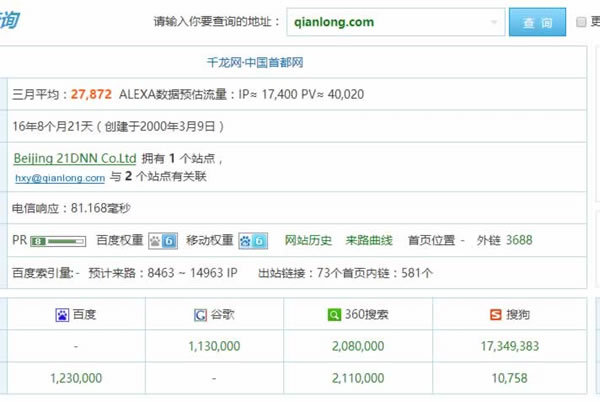 询 请输入你要查询的地址： qianlong.com 查 询 更
千龙网·中国首都网
三月平均：27,872 ALEXA数据预估流量：IP≈ 17,400 PV≈ 40,020
16年8个月21天（创建于2000年3月9日）
Beijing 21DNN Co.Ltd 拥有 1 个站点，
hxy@qianlong.com 与 2 个站点有关联
电信响应：81.168毫秒
PR 8 百度权重 6 移动权重 6 网站历史 来路曲线 首页位置 - 外链 3688
百度索引量: - 预计来路：8463 ~ 14963 IP 出站链接：73个首页内链：581个
百度 谷歌 360搜索 搜狗
- 1,130,000 2,080,000 17,349,383
1,230,000 - 2,110,000 10,758